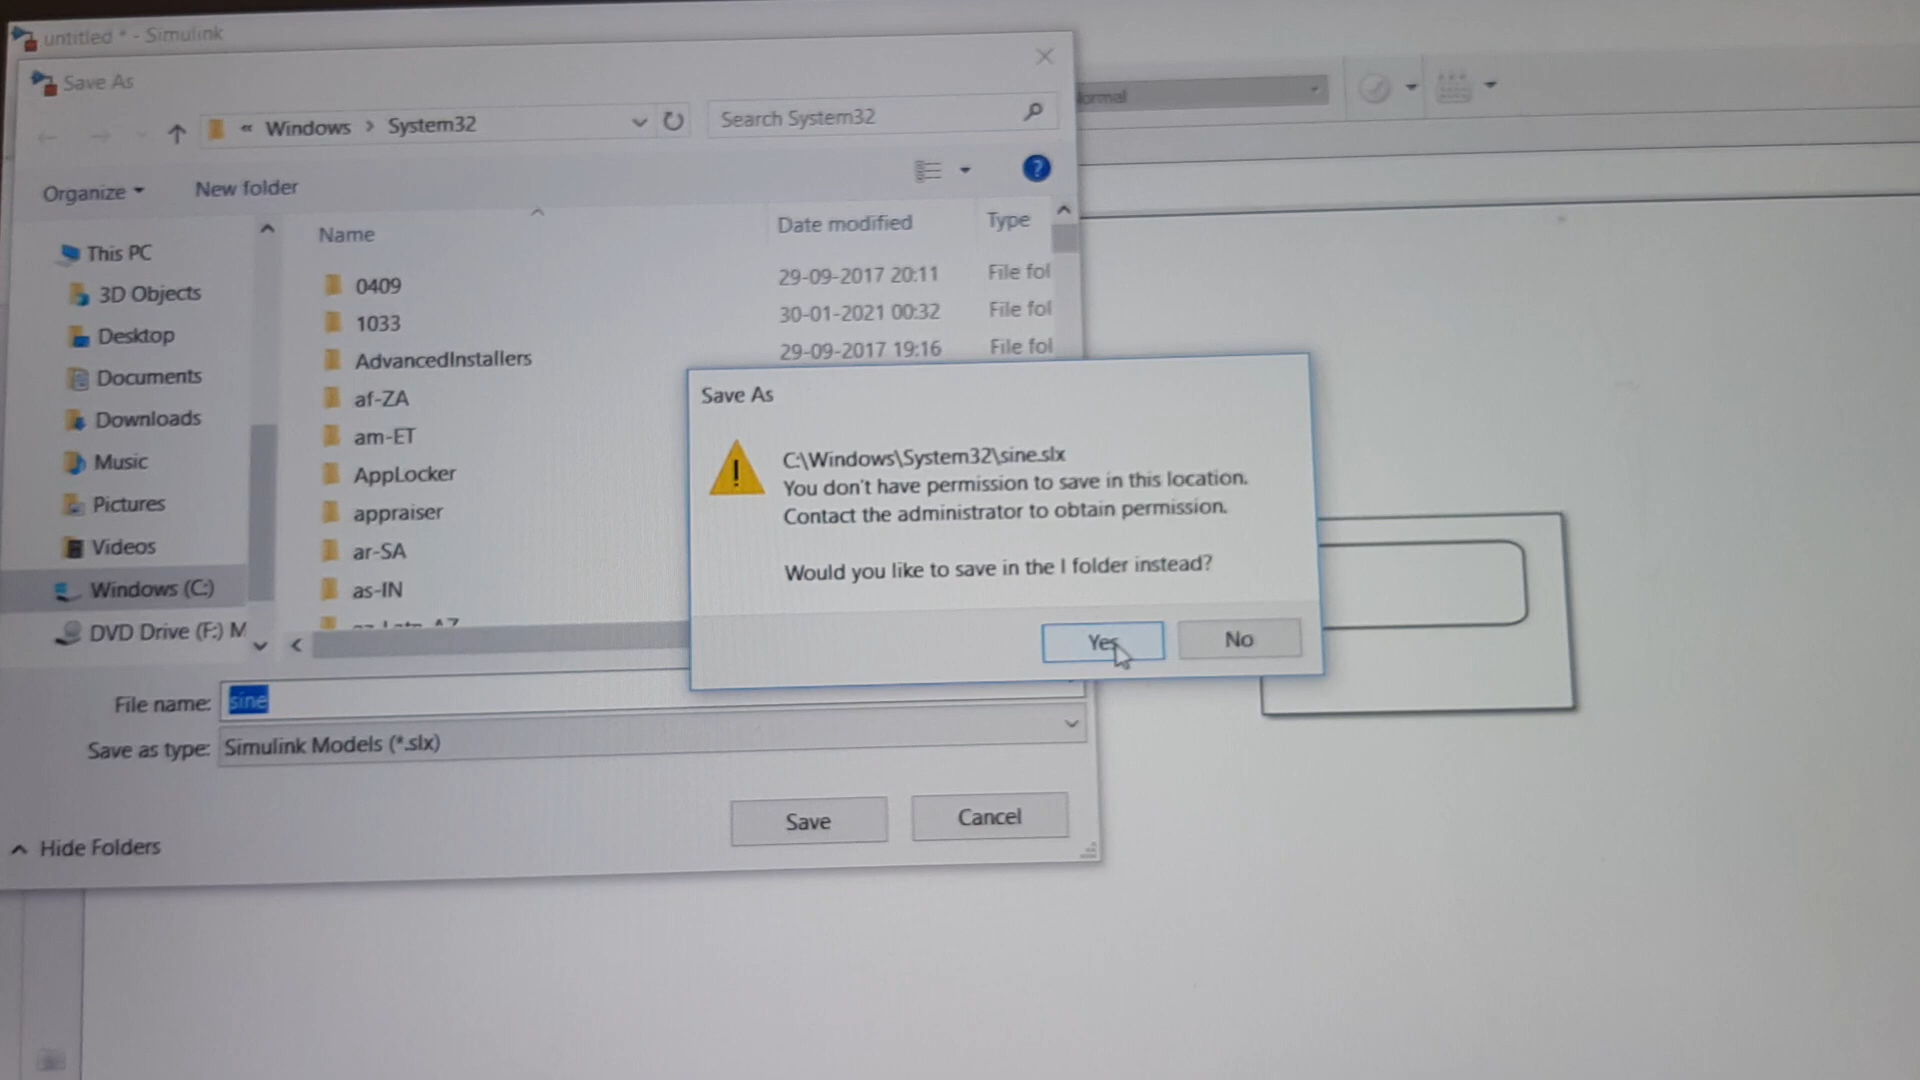 untitled * - Simulink
Save As
« Windows > System32
Search System32
Normal
Organize
New folder
?
This PC
3D Objects
Desktop
Documents
Downloads
Music
Pictures
Videos
Windows (C:)
DVD Drive (F:) M
Name
Date modified
Type
0409
29-09-2017 20:11
File fol
1033
30-01-2021 00:32
File fol
AdvancedInstallers
29-09-2017 19:16
File fol
af-ZA
am-ET
AppLocker
appraiser
ar-SA
as-IN
Save As
C:\Windows\System32\sine.slx
You don't have permission to save in this location.
Contact the administrator to obtain permission.
Would you like to save in the I folder instead?
Yes
No
File name: sine
Save as type: Simulink Models (*.slx)
Save
Cancel
Hide Folders